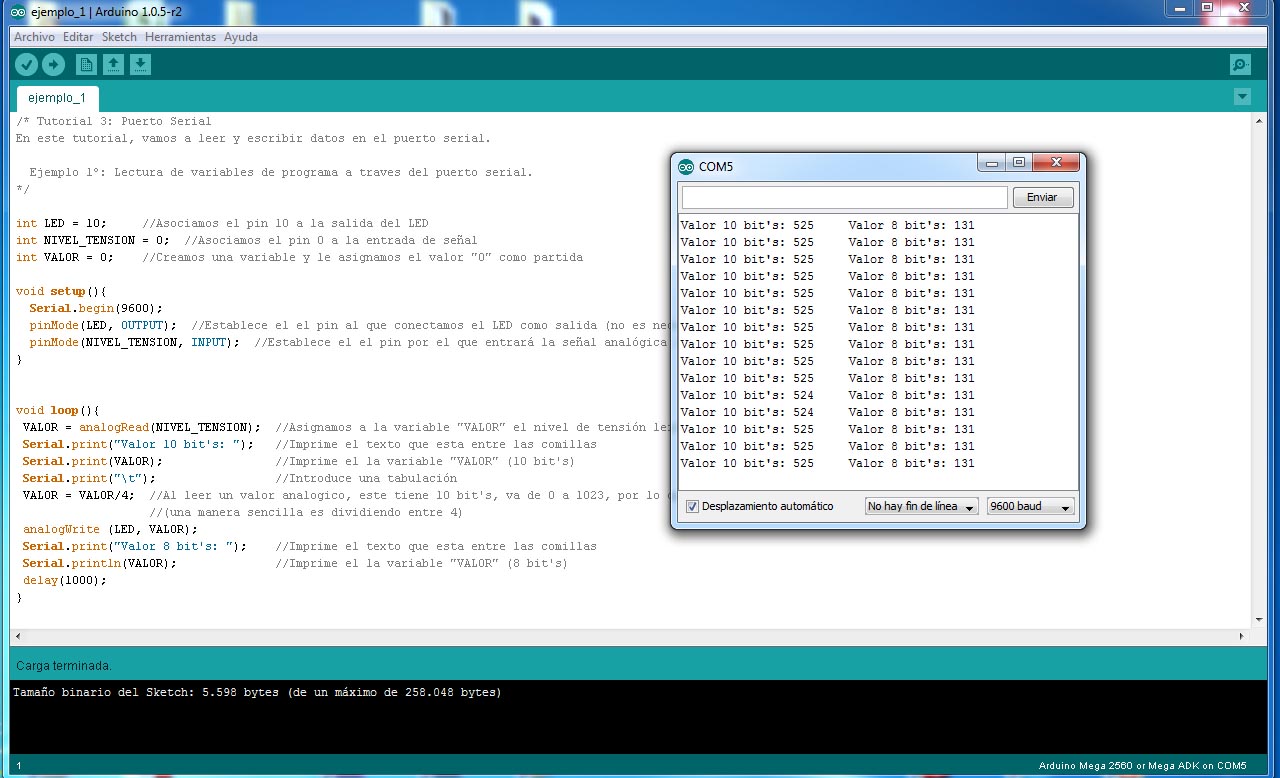 ejemplo_1 | Arduino 1.0.5-r2
Archivo Editar Sketch Herramientas Ayuda
ejemplo_1
/* Tutorial 3: Puerto Serial
En este tutorial, vamos a leer y escribir datos en el puerto serial.
Ejemplo 1º: Lectura de variables de programa a traves del puerto serial.
*/
int LED = 10; //Asociamos el pin 10 a la salida del LED
int NIVEL_TENSION = 0; //Asociamos el pin 0 a la entrada de señal
int VALOR = 0; //Creamos una variable y le asignamos el valor "0" como partida
void setup(){
Serial.begin(9600);
pinMode(LED, OUTPUT); //Establece el el pin al que conectamos el LED como salida (no es
pinMode(NIVEL_TENSION, INPUT); //Establece el el pin por el que entrará la señal analógica
}
void loop(){
VALOR = analogRead(NIVEL_TENSION); //Asignamos a la variable "VALOR" el nivel de tensión
Serial.print("Valor 10 bit's: "); //Imprime el texto que esta entre las comillas
Serial.print(VALOR); //Imprime el la variable "VALOR" (10 bit's)
Serial.print("\t"); //Introduce una tabulación
VALOR = VALOR/4; //Al leer un valor analogico, este tiene 10 bit's, va de 0 a 1023, por lo
//(una manera sencilla es dividiendo entre 4)
analogWrite (LED, VALOR);
Serial.print("Valor 8 bit's: "); //Imprime el texto que esta entre las comillas
Serial.println(VALOR); //Imprime el la variable "VALOR" (8 bit's)
delay(1000);
}
COM5
Enviar
Valor 10 bit's: 525 Valor 8 bit's: 131
Valor 10 bit's: 525 Valor 8 bit's: 131
Valor 10 bit's: 525 Valor 8 bit's: 131
Valor 10 bit's: 525 Valor 8 bit's: 131
Valor 10 bit's: 525 Valor 8 bit's: 131
Valor 10 bit's: 525 Valor 8 bit's: 131
Valor 10 bit's: 525 Valor 8 bit's: 131
Valor 10 bit's: 525 Valor 8 bit's: 131
Valor 10 bit's: 525 Valor 8 bit's: 131
Valor 10 bit's: 525 Valor 8 bit's: 131
Valor 10 bit's: 524 Valor 8 bit's: 131
Valor 10 bit's: 524 Valor 8 bit's: 131
Valor 10 bit's: 525 Valor 8 bit's: 131
Valor 10 bit's: 525 Valor 8 bit's: 131
Valor 10 bit's: 525 Valor 8 bit's: 131
Desplazamiento automático No hay fin de línea 9600 baud
Carga terminada.
Tamaño binario del Sketch: 5.598 bytes (de un máximo de 258.048 bytes)
1 Arduino Mega 2560 or Mega ADK on COM5